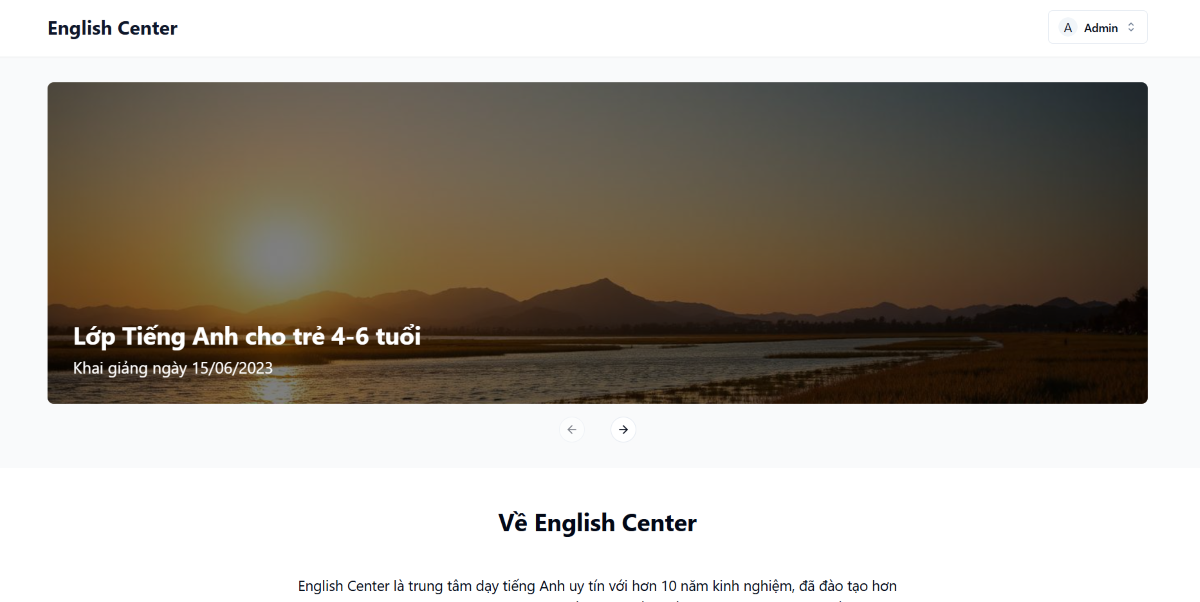 English Center
A Admin
Lớp Tiếng Anh cho trẻ 4-6 tuổi
Khai giảng ngày 15/06/2023
Về English Center
English Center là trung tâm dạy tiếng Anh uy tín với hơn 10 năm kinh nghiệm, đã đào tạo hơn